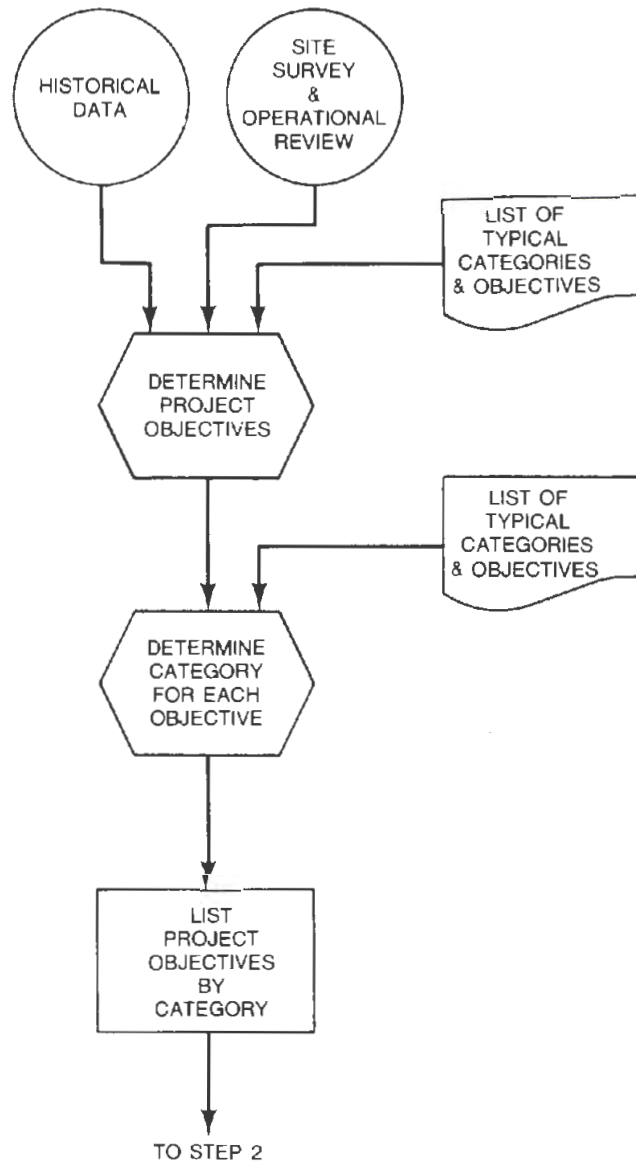 HISTORICAL
DATA
SITE
SURVEY
&
OPERATIONAL
REVIEW
LIST OF
TYPICAL
CATEGORIES
& OBJECTIVES
DETERMINE
PROJECT
OBJECTIVES
LIST OF
TYPICAL
CATEGORIES
& OBJECTIVES
DETERMINE
CATEGORY
FOR EACH
OBJECTIVE
LIST
PROJECT
OBJECTIVES
BY
CATEGORY
TO STEP 2